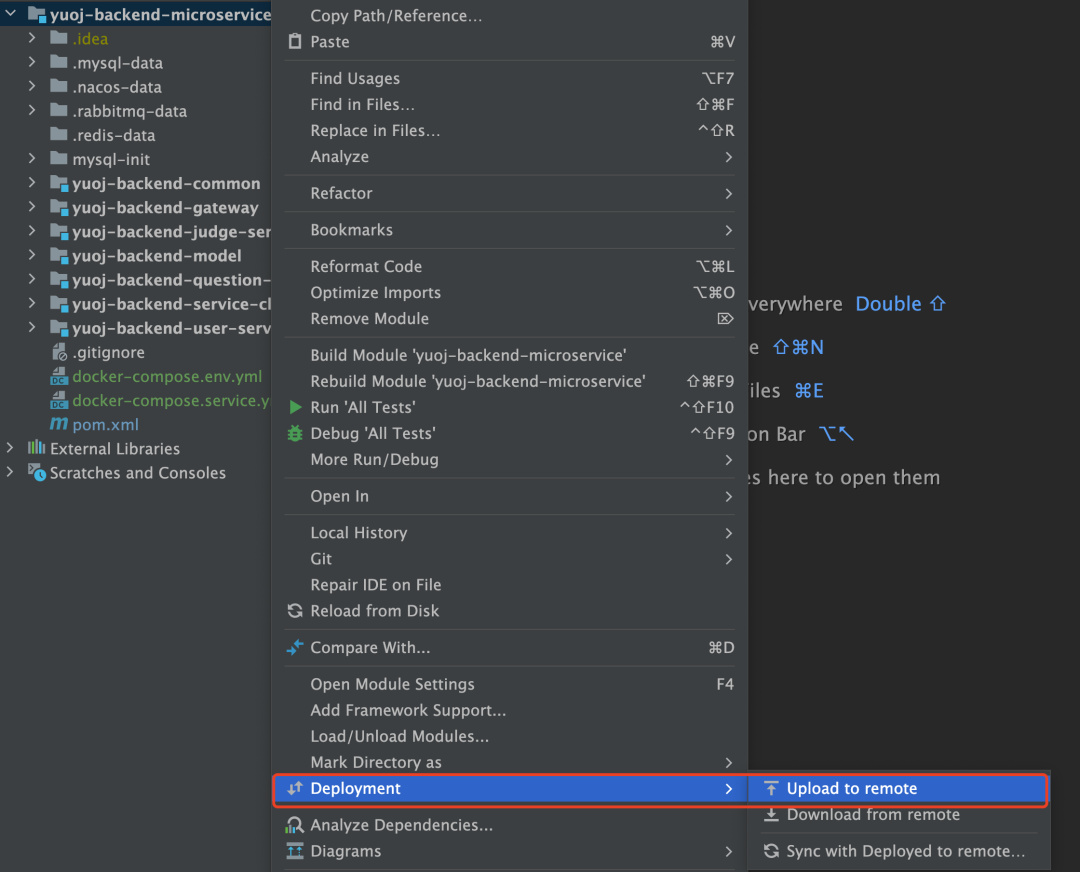 yuoj-backend-microservice
.idea
.mysql-data
.nacos-data
.rabbitmq-data
.redis-data
mysql-init
yuoj-backend-common
yuoj-backend-gateway
yuoj-backend-judge-ser
yuoj-backend-model
yuoj-backend-question-
yuoj-backend-service-cl
yuoj-backend-user-serv
.gitignore
DC docker-compose.env.yml
DC docker-compose.service.y
m pom.xml
External Libraries
Scratches and Consoles
Copy Path/Reference...
Paste ⌘V
Find Usages ⌥F7
Find in Files... ⇧⌘F
Replace in Files... ^⇧R
Analyze
Refactor
Bookmarks
Reformat Code ⌥⌘L
Optimize Imports ⌥⌘O
Remove Module ⌦
Build Module 'yuoj-backend-microservice'
Rebuild Module 'yuoj-backend-microservice' ⇧⌘F9
Run 'All Tests' ^⇧F10
Debug 'All Tests' ^⇧F9
More Run/Debug
Open In
Local History
Git
Repair IDE on File
Reload from Disk
Compare With... ⌘D
Open Module Settings F4
Add Framework Support...
Load/Unload Modules...
Mark Directory as
Deployment
Analyze Dependencies...
Diagrams
Upload to remote
Download from remote
Sync with Deployed to remote...
verywhere Double ⇧
e ⇧⌘N
iles ⌘E
on Bar ⌥↖
es here to open them